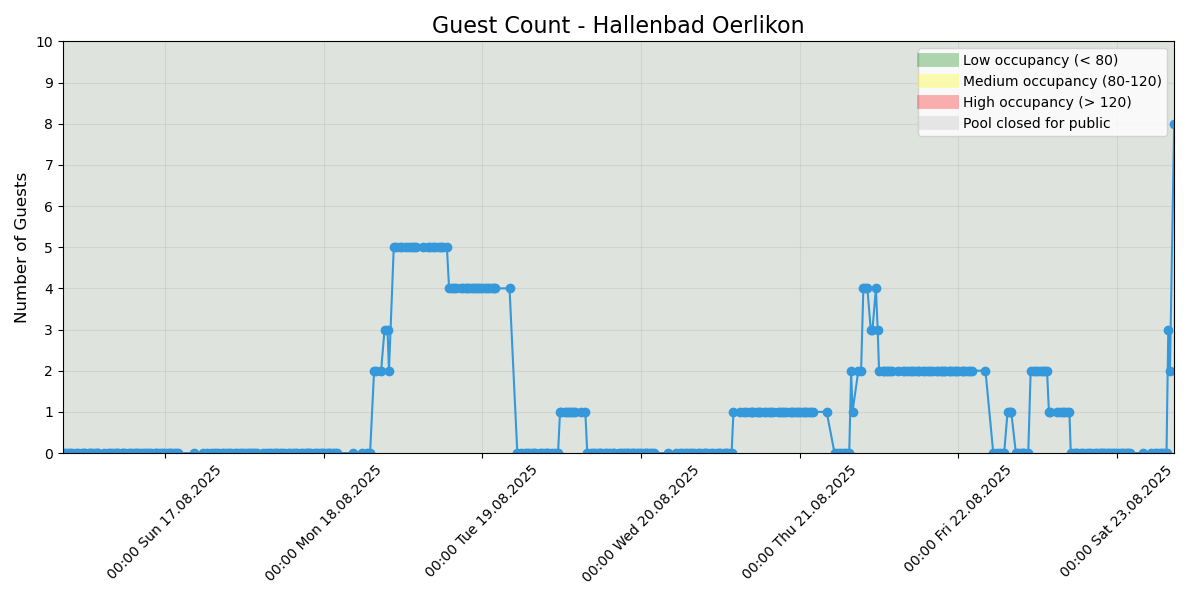 Guest Count - Hallenbad Oerlikon
Number of Guests
10
9
8
7
6
5
4
3
2
1
0
Low occupancy (< 80)
Medium occupancy (80-120)
High occupancy (> 120)
Pool closed for public
00:00 Sun 17.08.2025
00:00 Mon 18.08.2025
00:00 Tue 19.08.2025
00:00 Wed 20.08.2025
00:00 Thu 21.08.2025
00:00 Fri 22.08.2025
00:00 Sat 23.08.2025